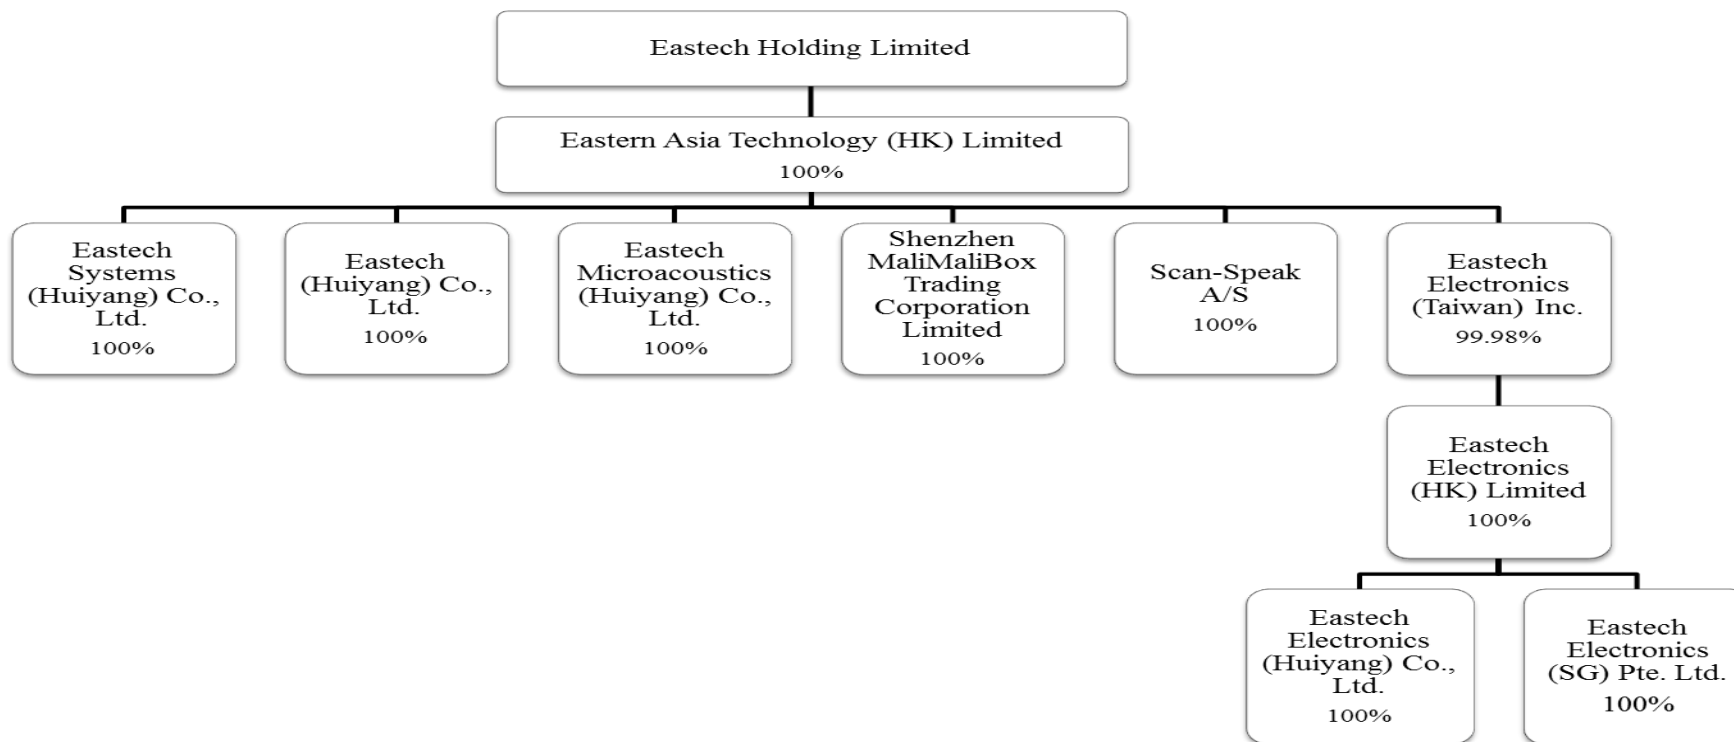 Eastech Holding Limited
Eastern Asia Technology (HK) Limited
100%
Eastech
Systems
(Huiyang) Co.,
Ltd.
100%
Eastech
(Huiyang) Co.,
Ltd.
100%
Eastech
Microacoustics
(Huiyang) Co.,
Ltd.
100%
Shenzhen
MaliMaliBox
Trading
Corporation
Limited
100%
Scan-Speak
A/S
100%
Eastech
Electronics
(Taiwan) Inc.
99.98%
Eastech
Electronics
(HK) Limited
100%
Eastech
Electronics
(Huiyang) Co.,
Ltd.
100%
Eastech
Electronics
(SG) Pte. Ltd.
100%